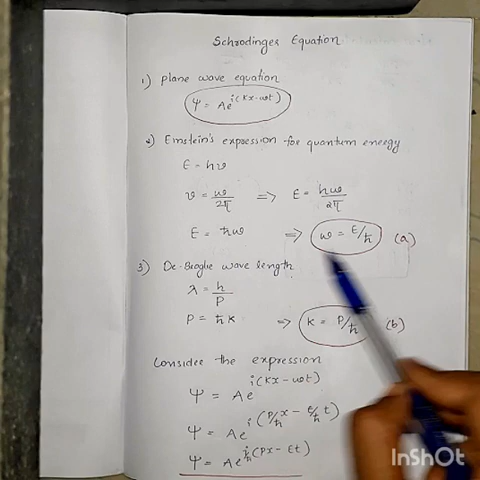 Schrodinger Equation
1) Plane wave equation
Ψ = Ae^i(Kx-ωt)
2) Einstein's expression for quantum energy
E = hν
ν = ω/2π ⇒ E = hω/2π
E = ħω ⇒ ω = E/ħ (a)
3) De-Broglie wave length
λ = h/P
P = ħk ⇒ k = P/ħ (b)
Consider the expression
Ψ = Ae^i(Kx - ωt)
Ψ = Ae^i(P/ħ x - E/ħ t)
Ψ = Ae^i/ħ(Px - Et)
InShOt